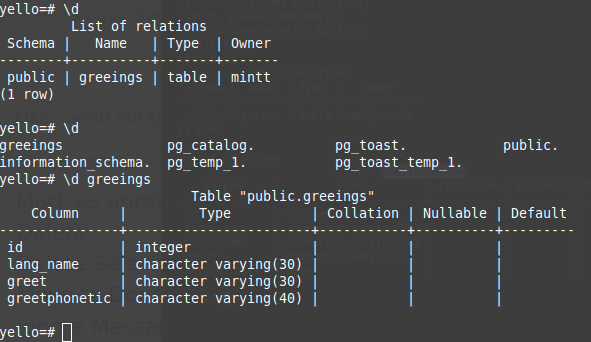 yello=# \d
         List of relations
 Schema |   Name   | Type  | Owner
--------+----------+-------+-------
 public | greeings | table | mintt
(1 row)

yello=# \d
greeings             pg_catalog.          pg_toast.            public.
information_schema.  pg_temp_1.           pg_toast_temp_1.
yello=# \d greeings
                        Table "public.greeings"
    Column     |         Type          | Collation | Nullable | Default
---------------+-----------------------+-----------+----------+---------
 id            | integer               |           |          |
 lang_name     | character varying(30) |           |          |
 greet         | character varying(30) |           |          |
 greetphonetic | character varying(40) |           |          |

yello=#